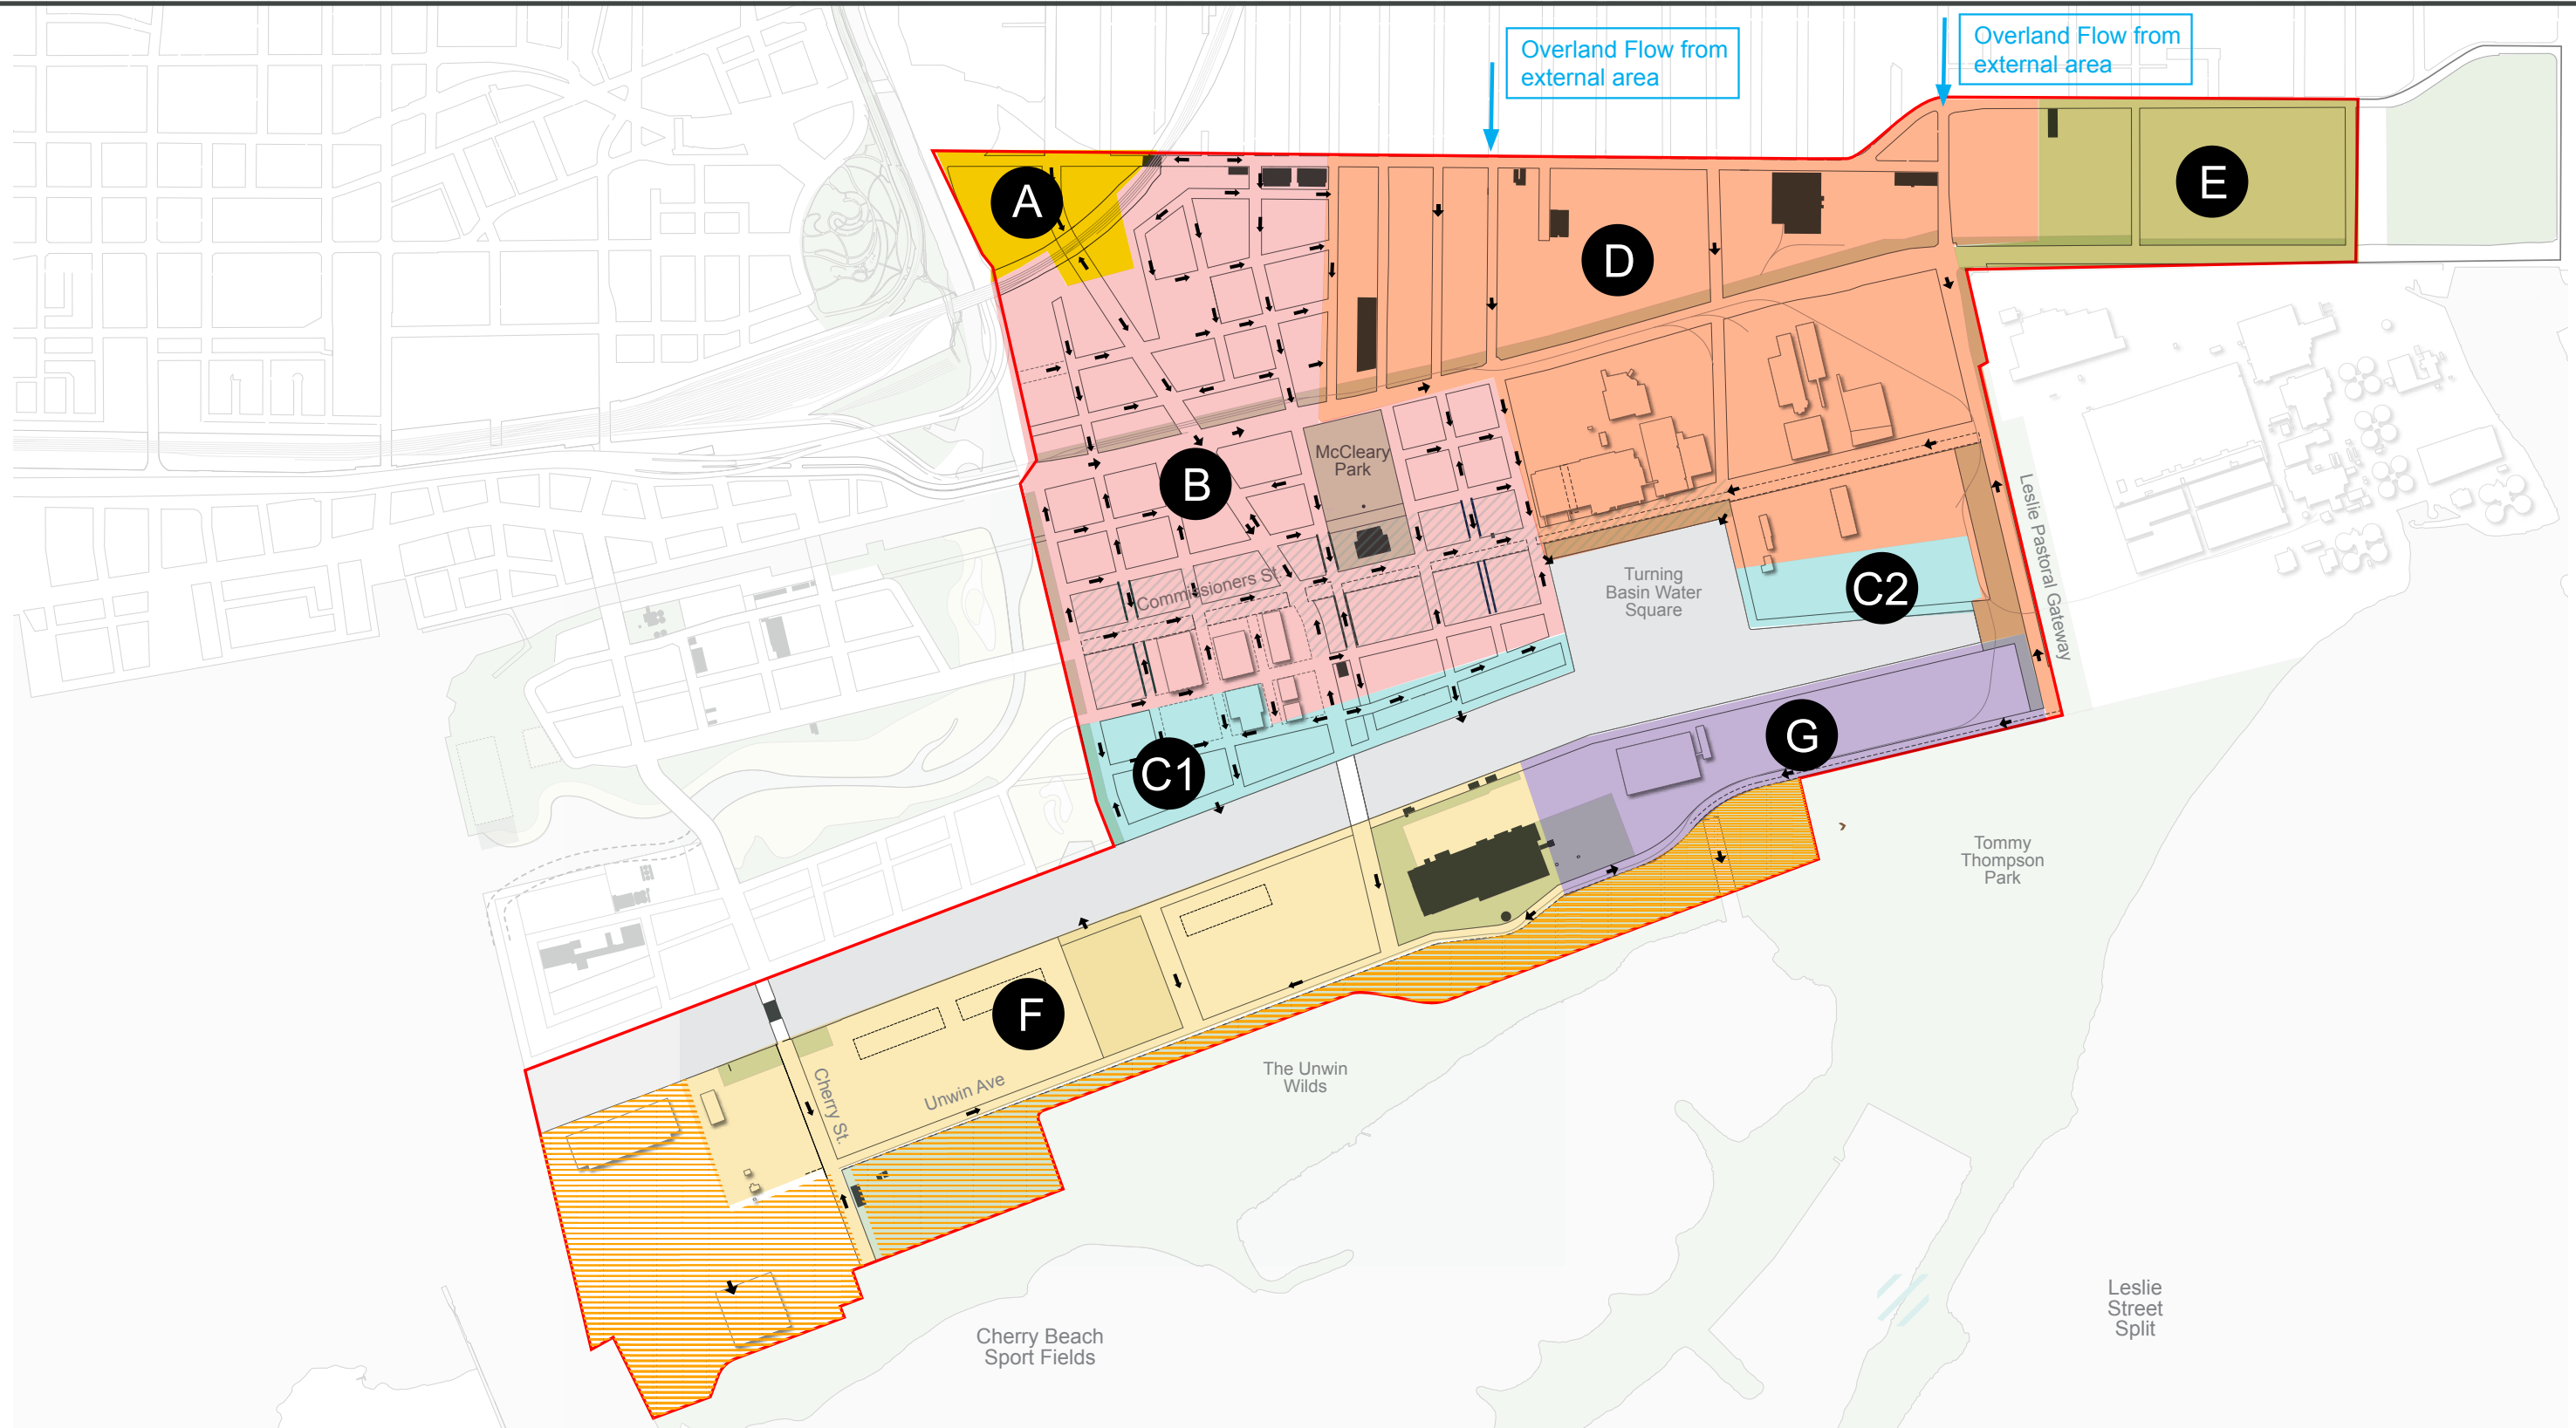 Overland Flow from
external area
Overland Flow from
external area
A
E
D
McCleary
Park
B
Leslie Pastoral Gateway
Commissioners St.
Turning
Basin Water
Square
C2
G
C1
Tommy
Thompson
Park
F
The Unwin
Wilds
Unwin Ave
Cherry St.
Leslie
Street
Split
Cherry Beach
Sport Fields